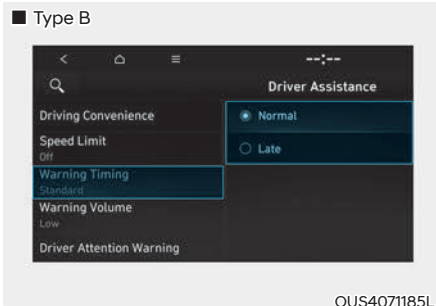 ■ Type B
--:--
Driver Assistance
Driving Convenience
Speed Limit
Off
Warning Timing
Standard
Warning Volume
Low
Driver Attention Warning
Normal
Late
OUS4071185L